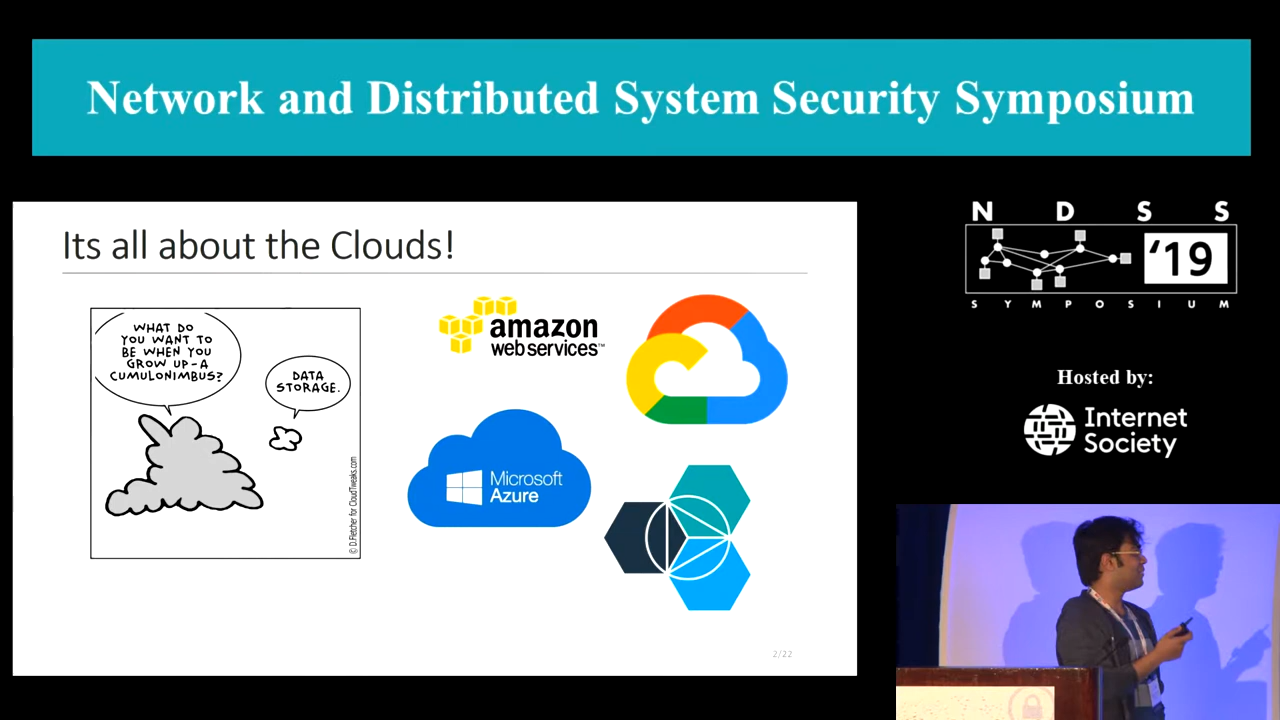 Network and Distributed System Security Symposium
Its all about the Clouds!
WHAT DO
YOU WANT TO
BE WHEN YOU
GROW UP-A
CUMULONIMBUS?
DATA
STORAGE.
© D.Fletcher for CloudTweaks.com
amazon
web services™
Microsoft
Azure
2/22
N D S S
'19
S Y M P O S I U M
Hosted by:
Internet
Society